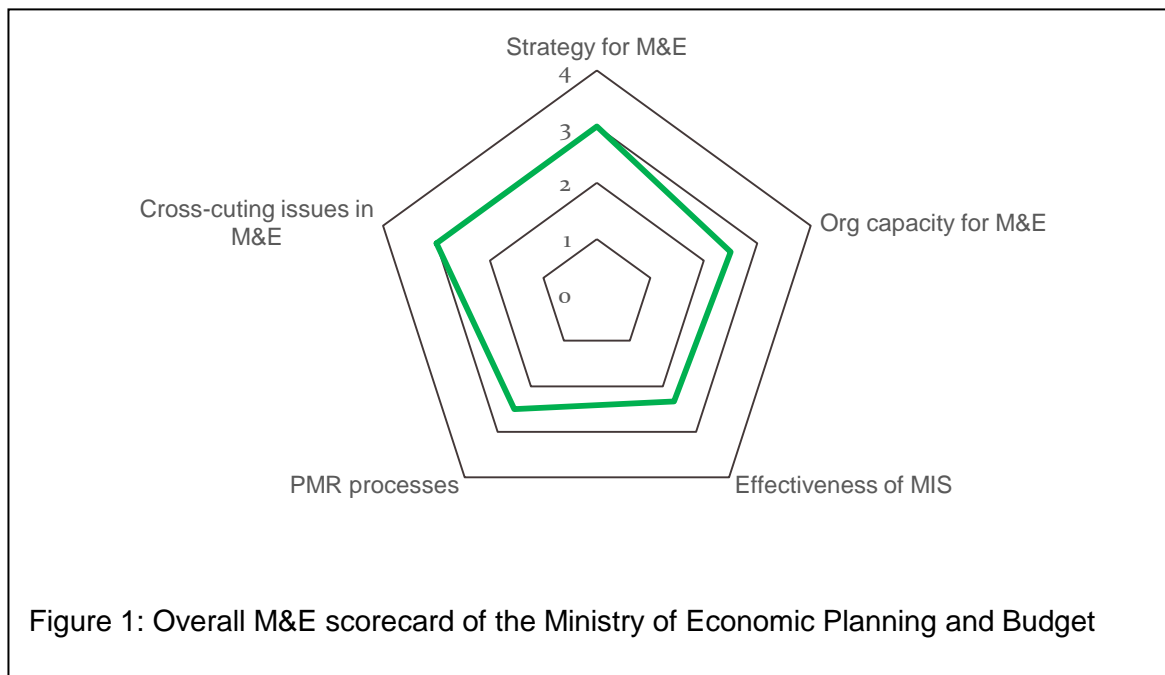 Strategy for M&E
4
3
2
1
0
Cross-cuting issues in
M&E
Org capacity for M&E
PMR processes
Effectiveness of MIS
Figure 1: Overall M&E scorecard of the Ministry of Economic Planning and Budget